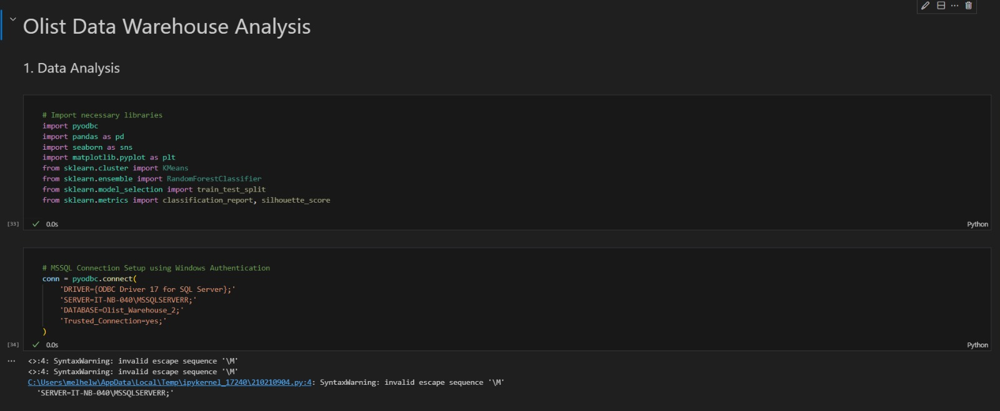 Olist Data Warehouse Analysis
1. Data Analysis
# Import necessary libraries
import pyodbc
import pandas as pd
import seaborn as sns
import matplotlib.pyplot as plt
from sklearn.cluster import KMeans
from sklearn.ensemble import RandomForestClassifier
from sklearn.model_selection import train_test_split
from sklearn.metrics import classification_report, silhouette_score
[33] 0.0s Python
# MSSQL Connection Setup using Windows Authentication
conn = pyodbc.connect(
'DRIVER={ODBC Driver 17 for SQL Server};'
'SERVER=IT-NB-040\MSSQLSERVERR;'
'DATABASE=Olist_Warehouse_2;'
'Trusted_Connection=yes;'
)
[34] 0.0s Python
<>:4: SyntaxWarning: invalid escape sequence '\M'
<>:4: SyntaxWarning: invalid escape sequence '\M'
C:\Users\melhelw\AppData\Local\Temp\ipykernel_17240\210210904.py:4: SyntaxWarning: invalid escape sequence '\M'
'SERVER=IT-NB-040\MSSQLSERVERR;'